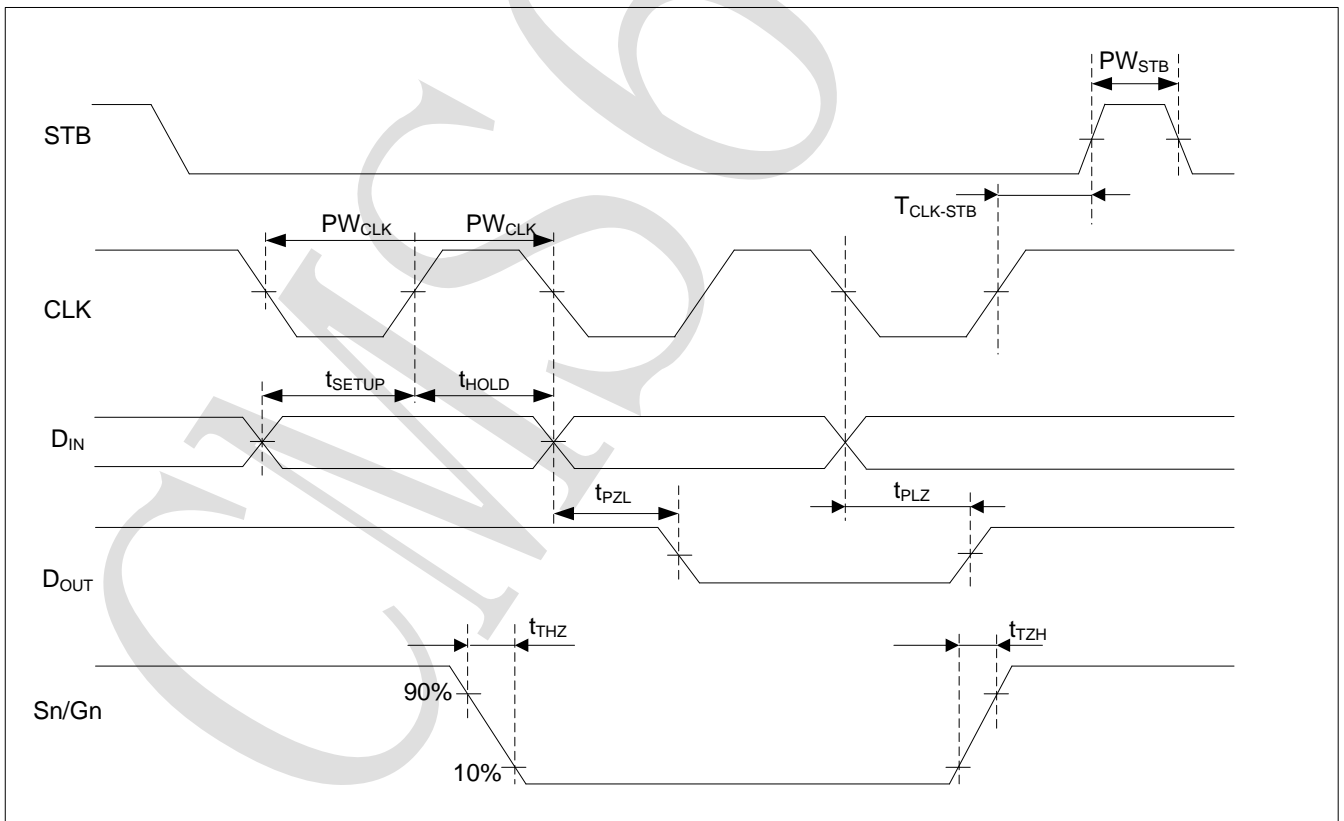 PW_STB
STB
T_CLK-STB
PW_CLK PW_CLK
CLK
t_SETUP t_HOLD
D_IN
t_PZL t_PLZ
D_OUT
t_THZ t_TZH
90%
Sn/Gn
10%
CMS6